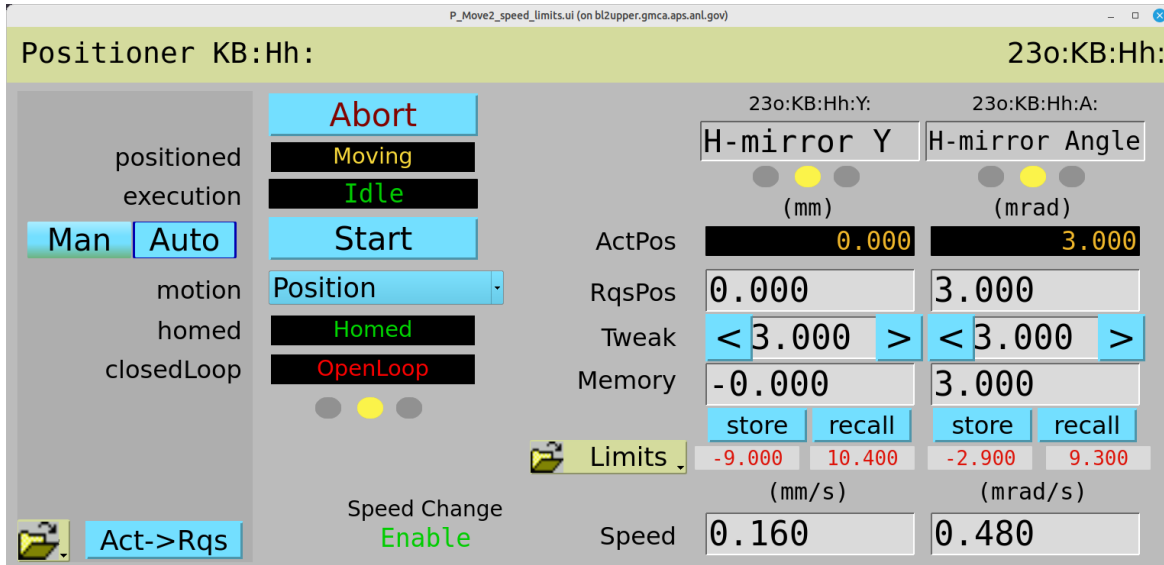 P_Move2_speed_limits.ui (on bl2upper.gmca.aps.anl.gov)
Positioner KB:Hh: 23o:KB:Hh:
23o:KB:Hh:Y: 23o:KB:Hh:A:
Abort
H-mirror Y H-mirror Angle
positioned Moving
execution Idle
(mm) (mrad)
Man Auto Start
ActPos 0.000 3.000
motion Position
RqsPos 0.000 3.000
homed Homed
Tweak < 3.000 > < 3.000 >
closedLoop OpenLoop
Memory -0.000 3.000
store recall store recall
Limits -9.000 10.400 -2.900 9.300
(mm/s) (mrad/s)
Speed Change
Enable
Speed 0.160 0.480
Act->Rqs